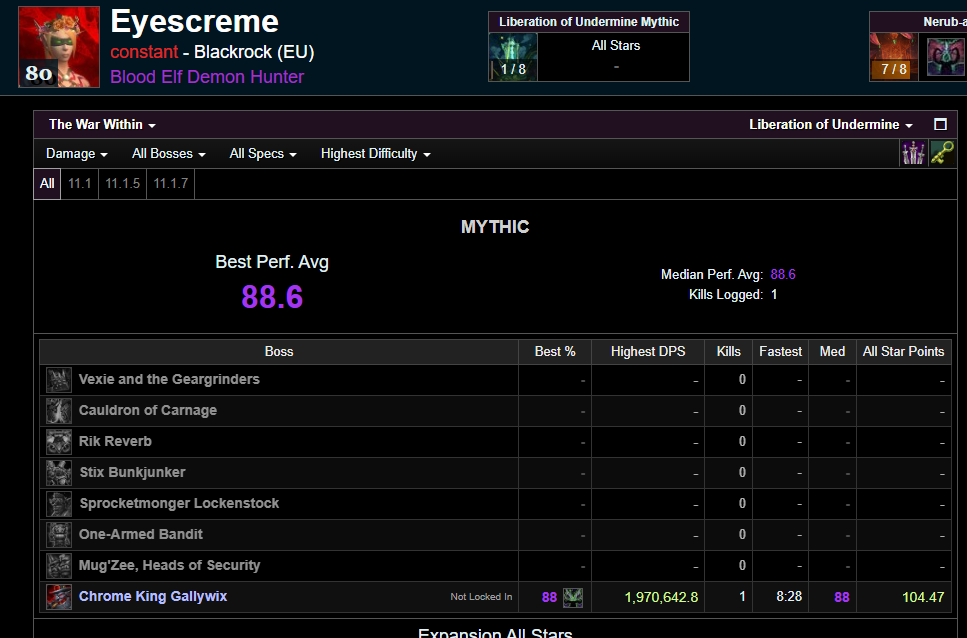 Eyescreme
constant - Blackrock (EU)
Blood Elf Demon Hunter
80
Liberation of Undermine Mythic
1 / 8
All Stars
-
Nerub-a
7 / 8
The War Within
Liberation of Undermine
Damage All Bosses All Specs Highest Difficulty
All 11.1 11.1.5 11.1.7
MYTHIC
Best Perf. Avg
88.6
Median Perf. Avg: 88.6
Kills Logged: 1
Boss Best % Highest DPS Kills Fastest Med All Star Points
Vexie and the Geargrinders - - 0 - - -
Cauldron of Carnage - - 0 - - -
Rik Reverb - - 0 - - -
Stix Bunkjunker - - 0 - - -
Sprocketmonger Lockenstock - - 0 - - -
One-Armed Bandit - - 0 - - -
Mug'Zee, Heads of Security - - 0 - - -
Chrome King Gallywix Not Locked In 88 1,970,642.8 1 8:28 88 104.47
Expansion All Stars